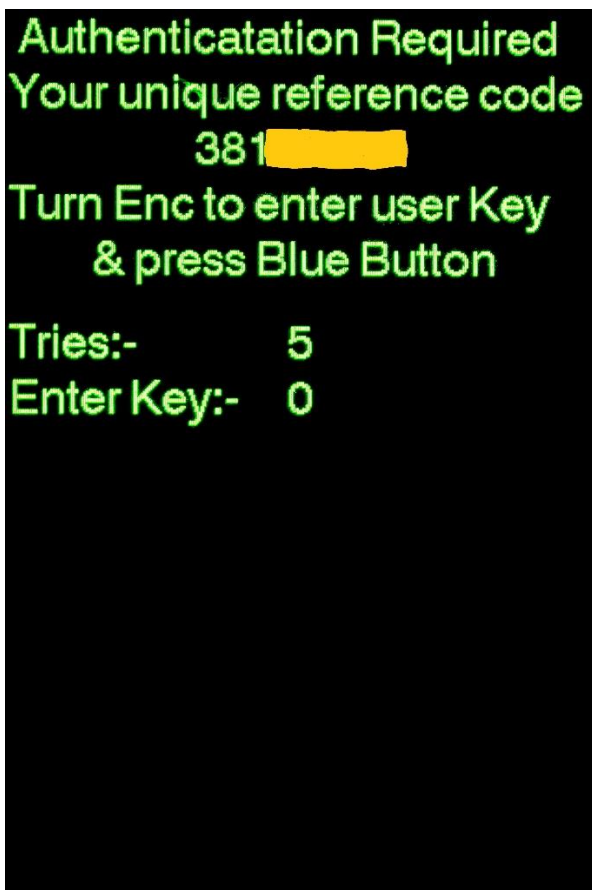 Authenticatation Required
Your unique reference code
381
Turn Enc to enter user Key
& press Blue Button
Tries:- 5
Enter Key:- 0